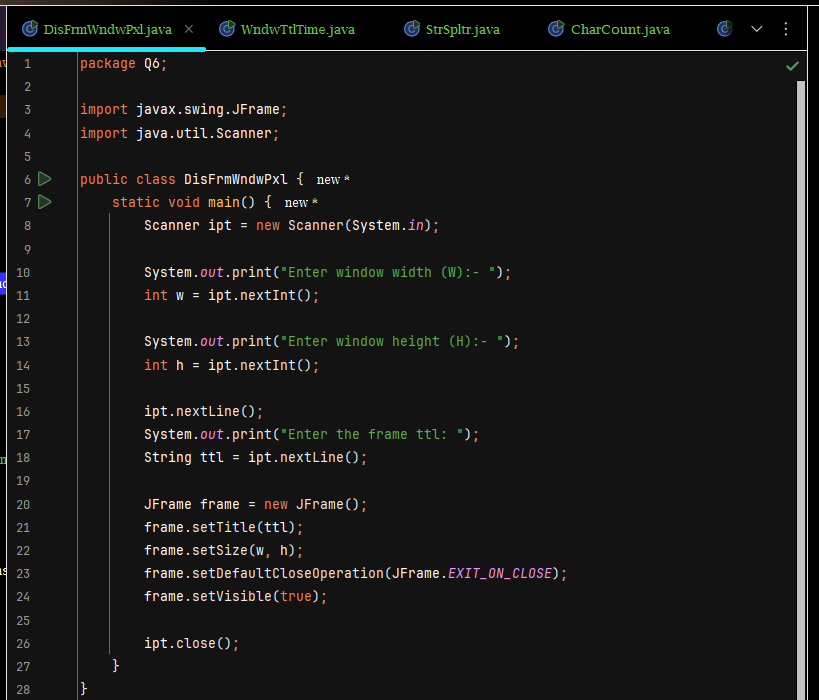 DisFrmWndwPxl.java WndwTtlTime.java StrSpltr.java CharCount.java
1 package Q6;
2
3 import javax.swing.JFrame;
4 import java.util.Scanner;
5
6 public class DisFrmWndwPxl { new *
7 static void main() { new *
8 Scanner ipt = new Scanner(System.in);
9
10 System.out.print("Enter window width (W):- ");
11 int w = ipt.nextInt();
12
13 System.out.print("Enter window height (H):- ");
14 int h = ipt.nextInt();
15
16 ipt.nextLine();
17 System.out.print("Enter the frame ttl: ");
18 String ttl = ipt.nextLine();
19
20 JFrame frame = new JFrame();
21 frame.setTitle(ttl);
22 frame.setSize(w, h);
23 frame.setDefaultCloseOperation(JFrame.EXIT_ON_CLOSE);
24 frame.setVisible(true);
25
26 ipt.close();
27 }
28 }